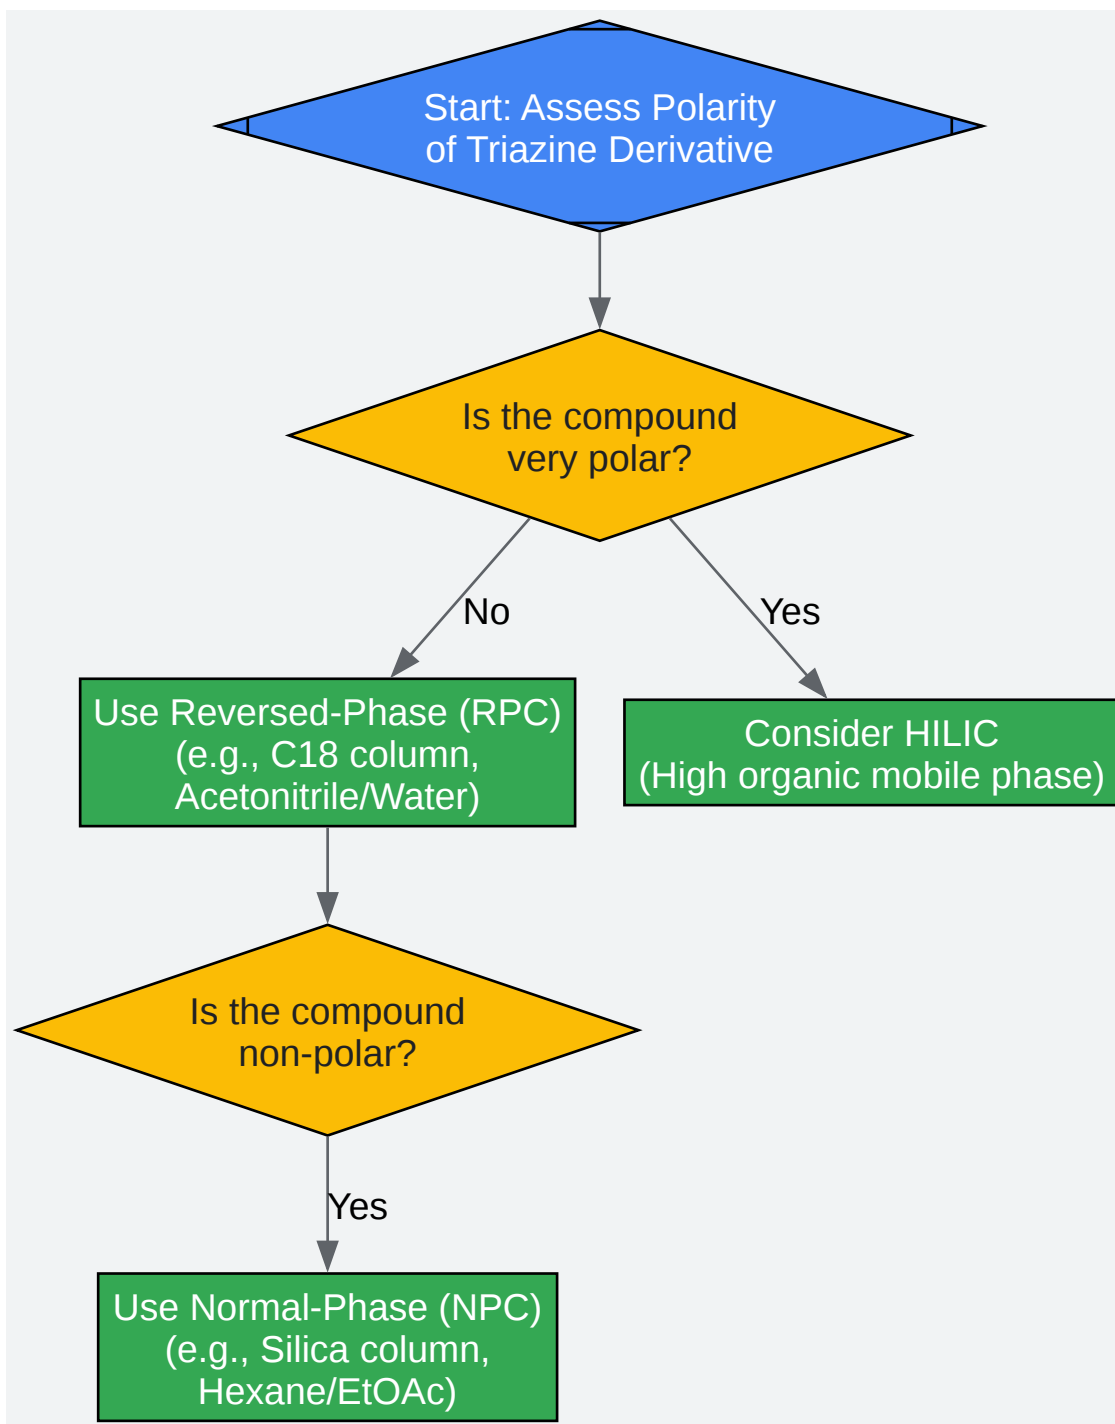 Start: Assess Polarity
of Triazine Derivative
Is the compound
very polar?
No
Yes
Use Reversed-Phase (RPC)
(e.g., C18 column,
Acetonitrile/Water)
Consider HILIC
(High organic mobile phase)
Is the compound
non-polar?
Yes
Use Normal-Phase (NPC)
(e.g., Silica column,
Hexane/EtOAc)